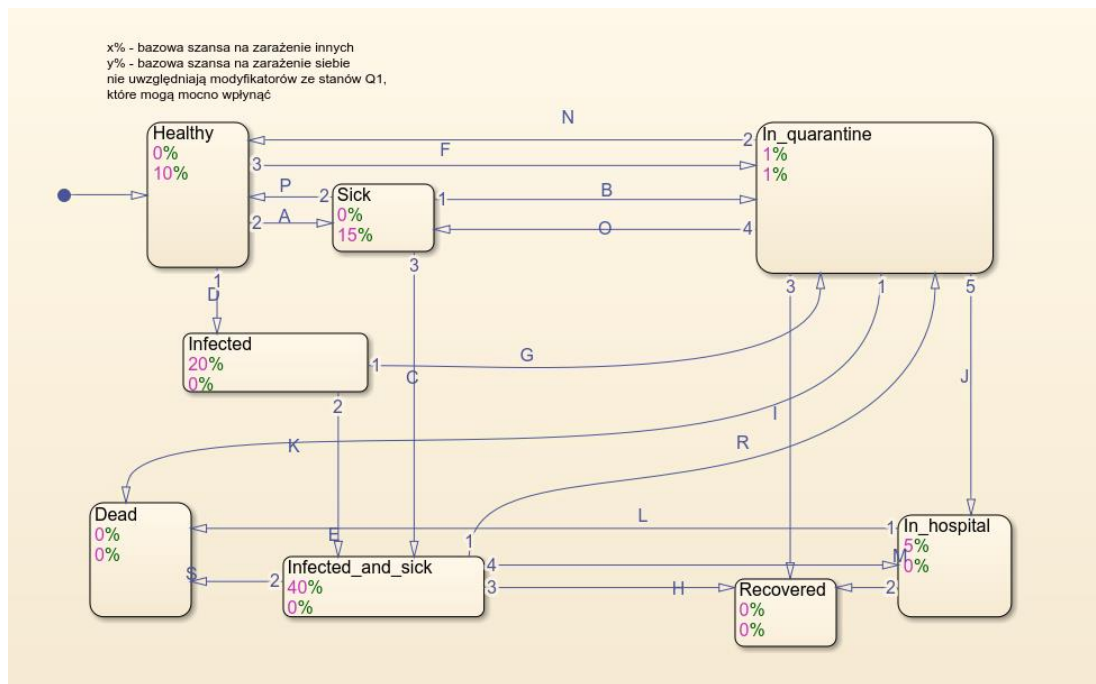 x% - bazowa szansa na zarażenie innych
y% - bazowa szansa na zarażenie siebie
nie uwzględniają modyfikatorów ze stanów Q1,
które mogą mocno wpłynąć
N
Healthy
0%
10%
2
In_quarantine
1%
1%
F
3
P
2
Sick
0%
15%
1
B
2
A
O
4
1
D
3
3
1
5
Infected
20%
0%
1
G
C
J
2
I
K
R
Dead
0%
0%
L
1
In_hospital
5%
0%
E
1
Infected_and_sick
40%
0%
4
M
S
2
3
H
Recovered
0%
0%
2